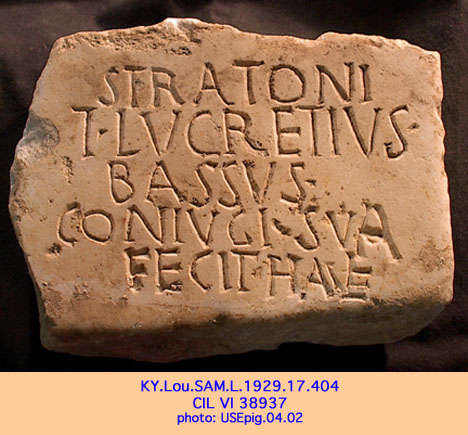 STRATONI
T·LVCRETIVS·
BASSVS·
CONIVGI·SVA
FECIT HAVE
KY.Lou.SAM.L.1929.17.404
CIL VI 38937
photo: USEpig.04.02